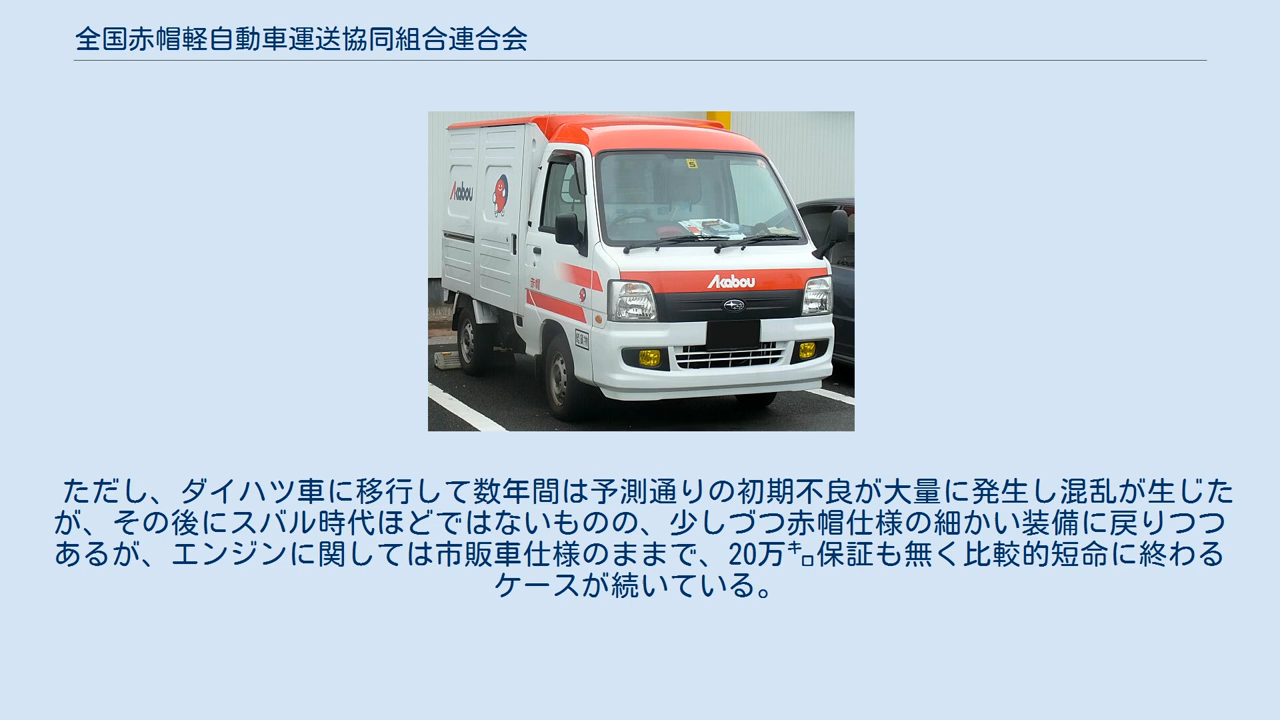 全国赤帽軽自動車運送協同組合連合会
Akabou
Akabou
赤帽
ただし、ダイハツ車に移行して数年間は予測通りの初期不良が大量に発生し混乱が生じた
が、その後にスバル時代ほどではないものの、少しづつ赤帽仕様の細かい装備に戻りつつ
あるが、エンジンに関しては市販車仕様のままで、20万㌔保証も無く比較的短命に終わる
ケースが続いている。